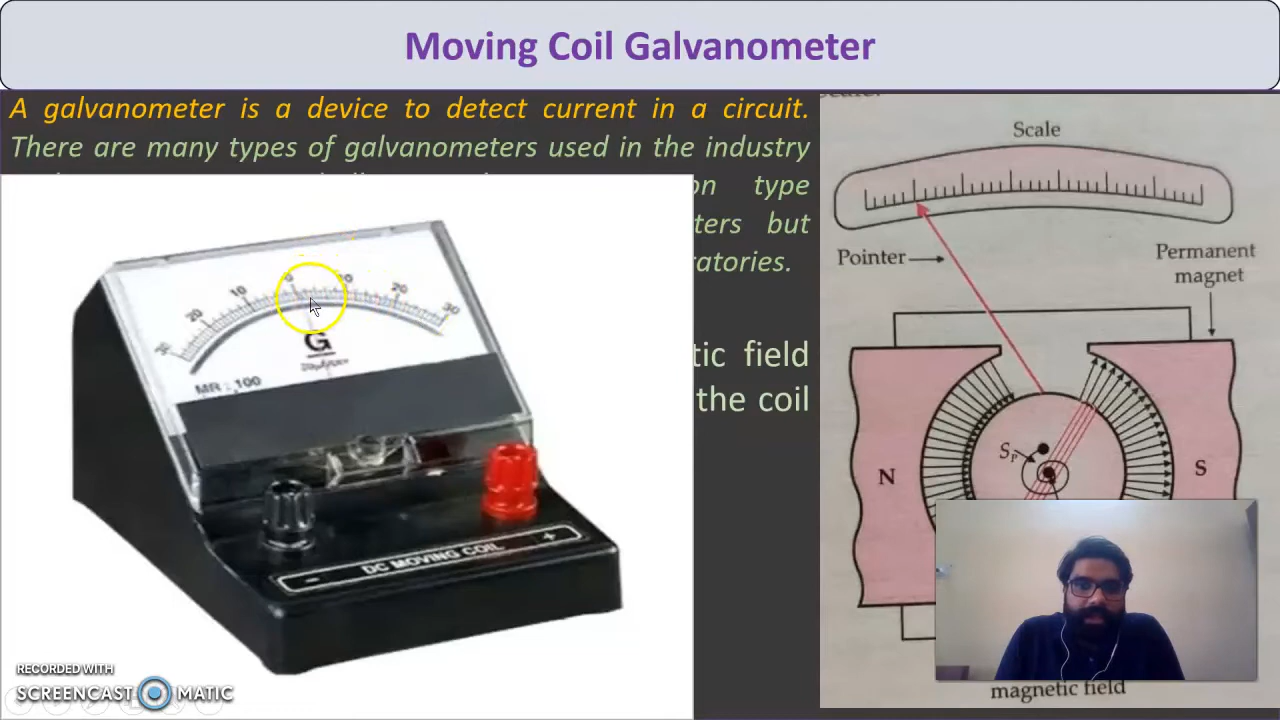 Moving Coil Galvanometer
A galvanometer is a device to detect current in a circuit.
There are many types of galvanometers used in the industry
on type
ters but
ratories.
tic field
the coil
30 20 10 0 10 20 30
G
MR : 100
DC MOVING COIL
- +
Scale
Pointer
Permanent
magnet
N
S
Sₚ
magnetic field
RECORDED WITH
SCREENCAST MATIC